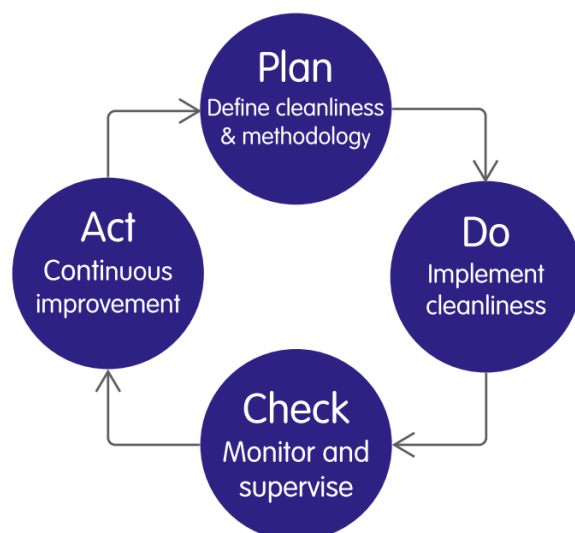 Plan
Define cleanliness
& methodology
Do
Implement
cleanliness
Check
Monitor and
supervise
Act
Continuous
improvement